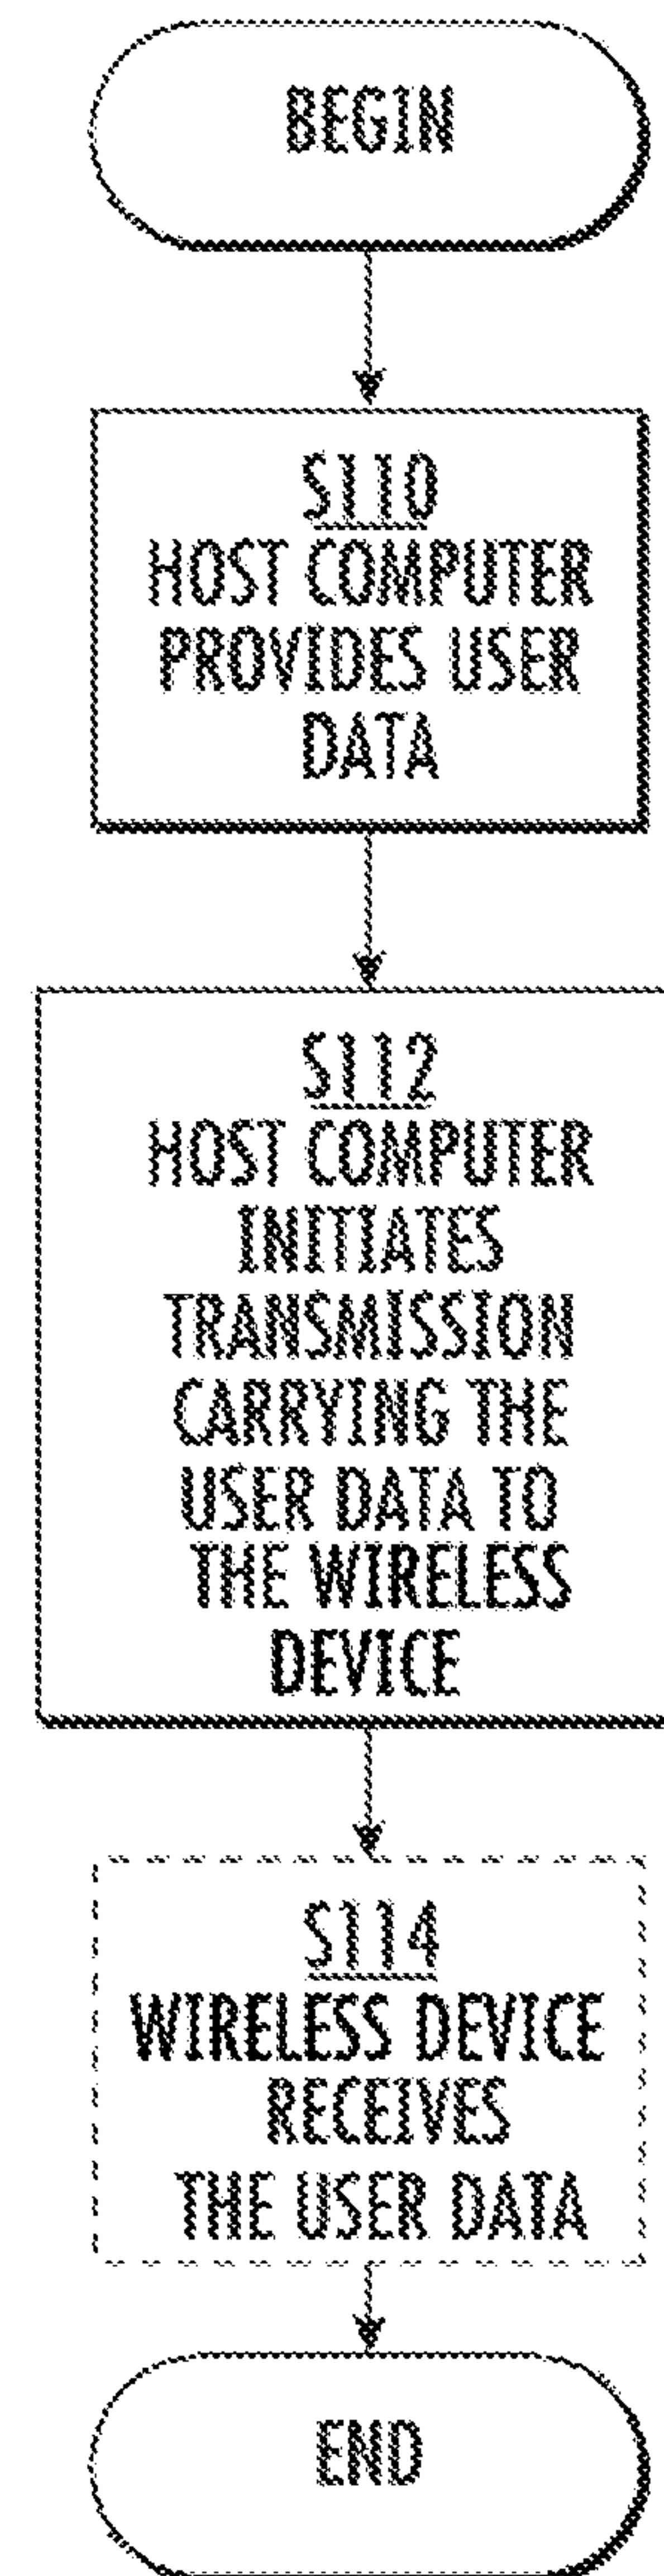 BEGIN
S110
HOST COMPUTER
PROVIDES USER
DATA
S112
HOST COMPUTER
INITIATES
TRANSMISSION
CARRYING THE
USER DATA TO
THE WIRELESS
DEVICE
S114
WIRELESS DEVICE
RECEIVES
THE USER DATA
END